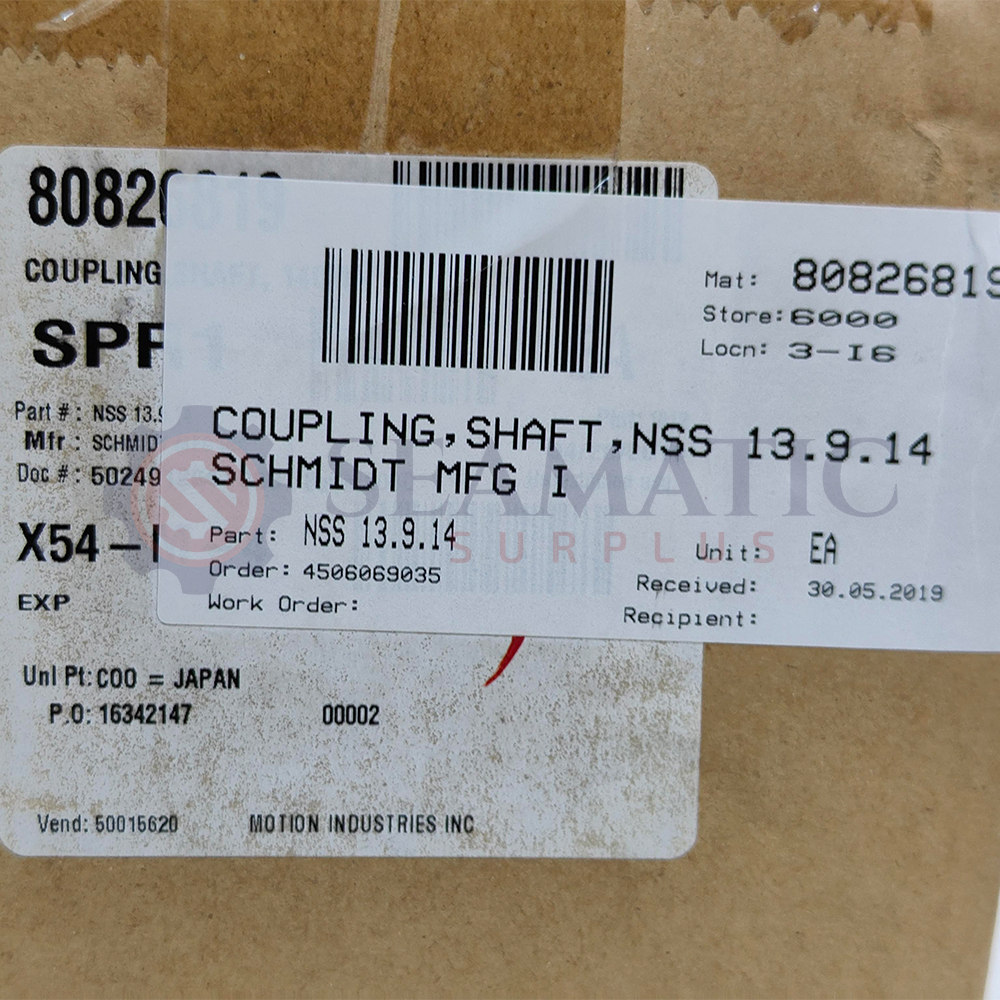 80826819
COUPLING
SPF
Part #: NSS 13.9
Mfr : SCHMIDT
Doc #: 50249
X54-
EXP
Unl Pt: COO = JAPAN
P.O: 16342147 00002
Vend: 50015620 MOTION INDUSTRIES INC
Mat: 80826819
Store: 6000
Locn: 3-I6
COUPLING,SHAFT,NSS 13.9.14
SCHMIDT MFG I
Part: NSS 13.9.14
Order: 4506069035
Work Order:
Unit: EA
Received: 30.05.2019
Recipient:
SEAMATIC
SURPLUS